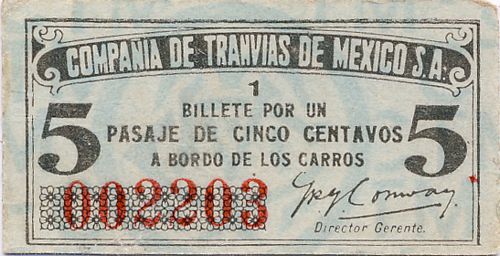 COMPAÑIA DE TRANVIAS DE MEXICO S.A.
1
BILLETE POR UN
5 PASAJE DE CINCO CENTAVOS 5
A BORDO DE LOS CARROS
002203
Conway
Director Gerente.